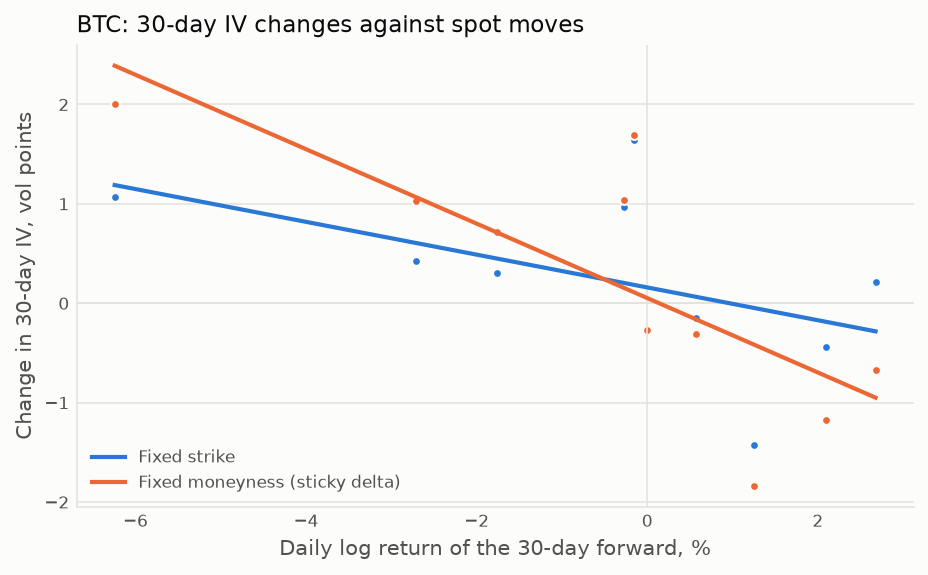 BTC: 30-day IV changes against spot moves
Change in 30-day IV, vol points
2
1
0
−1
−2
Fixed strike
Fixed moneyness (sticky delta)
−6
−4
−2
0
2
Daily log return of the 30-day forward, %